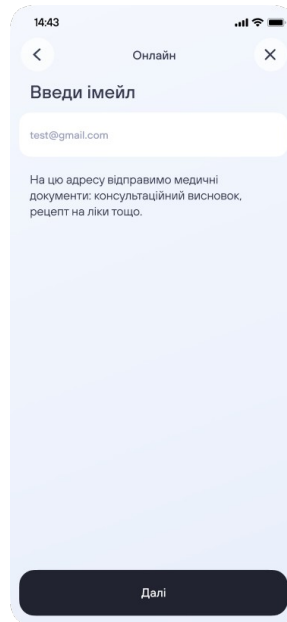 14:43
Онлайн
Введи імейл
test@gmail.com
На цю адресу відправимо медичні
документи: консультаційний висновок,
рецепт на ліки тощо.
Далі